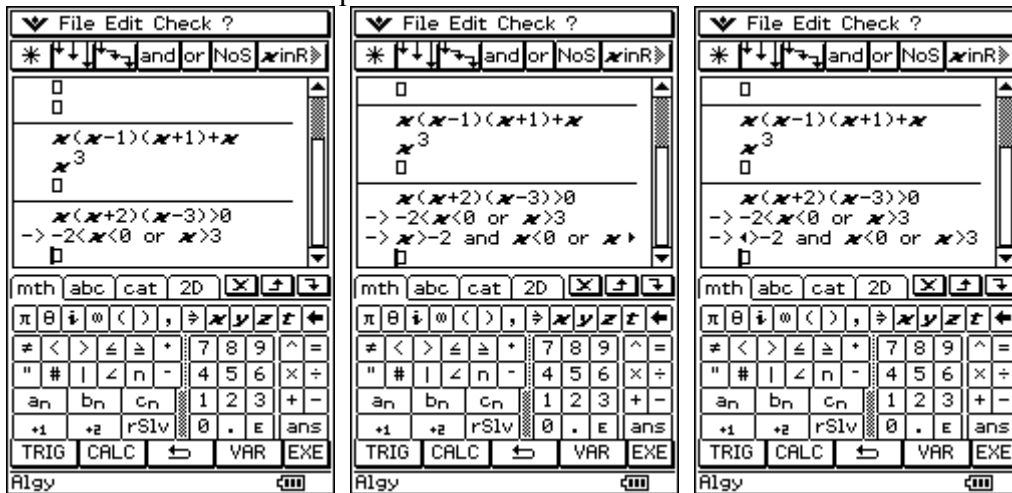 File Edit Check ?
and or NoS xinR
x(x-1)(x+1)+x
x^3
x(x+2)(x-3)>0
-> -2<x<0 or x>3
mth abc cat 2D
π θ i ∞ ( ) , ⇒ x y z t
≠ < > ≤ ≥ 7 8 9 ^ =
" # | ∠ 4 5 6 × ÷
an bn cn 1 2 3 + -
+1 +2 rSlv 0 . E ans
TRIG CALC VAR EXE
Algy
File Edit Check ?
and or NoS xinR
x(x-1)(x+1)+x
x^3
x(x+2)(x-3)>0
-> -2<x<0 or x>3
-> x>-2 and x<0 or x
mth abc cat 2D
π θ i ∞ ( ) , ⇒ x y z t
≠ < > ≤ ≥ 7 8 9 ^ =
" # | ∠ 4 5 6 × ÷
an bn cn 1 2 3 + -
+1 +2 rSlv 0 . E ans
TRIG CALC VAR EXE
Algy
File Edit Check ?
and or NoS xinR
x(x-1)(x+1)+x
x^3
x(x+2)(x-3)>0
-> -2<x<0 or x>3
-> >-2 and x<0 or x>3
mth abc cat 2D
π θ i ∞ ( ) , ⇒ x y z t
≠ < > ≤ ≥ 7 8 9 ^ =
" # | ∠ 4 5 6 × ÷
an bn cn 1 2 3 + -
+1 +2 rSlv 0 . E ans
TRIG CALC VAR EXE
Algy